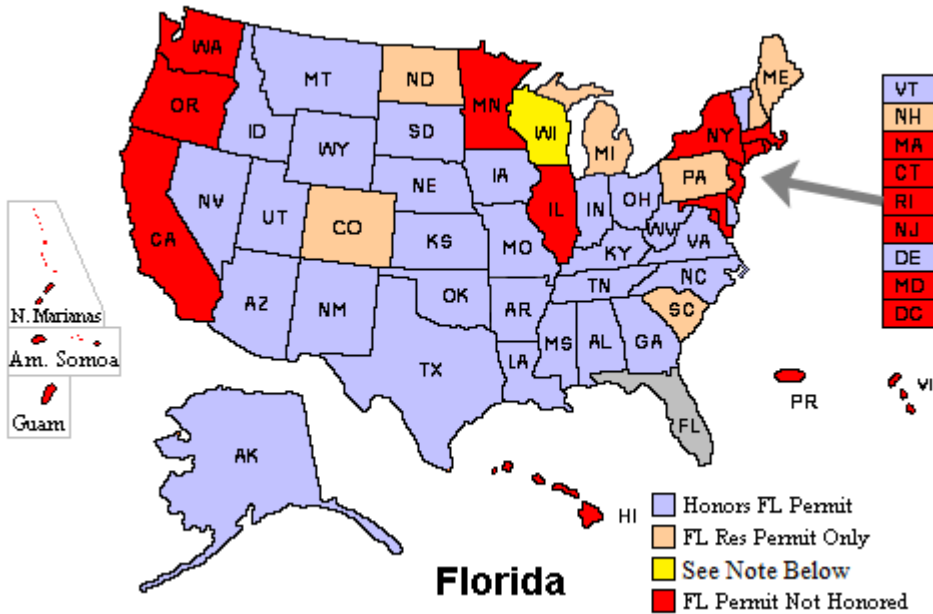 WA
MT
ND
MN
ME
VT
OR
ID
SD
WI
NY
NH
WY
MI
MA
IA
PA
CT
NV
NE
OH
RI
UT
IL
IN
NJ
CA
CO
WV
DE
KS
MO
KY
VA
MD
DC
AZ
NM
OK
AR
TN
NC
SC
TX
LA
MS
AL
GA
FL
N. Marianas
Am. Somoa
Guam
PR
VI
AK
HI
Honors FL Permit
FL Res Permit Only
See Note Below
FL Permit Not Honored
Florida